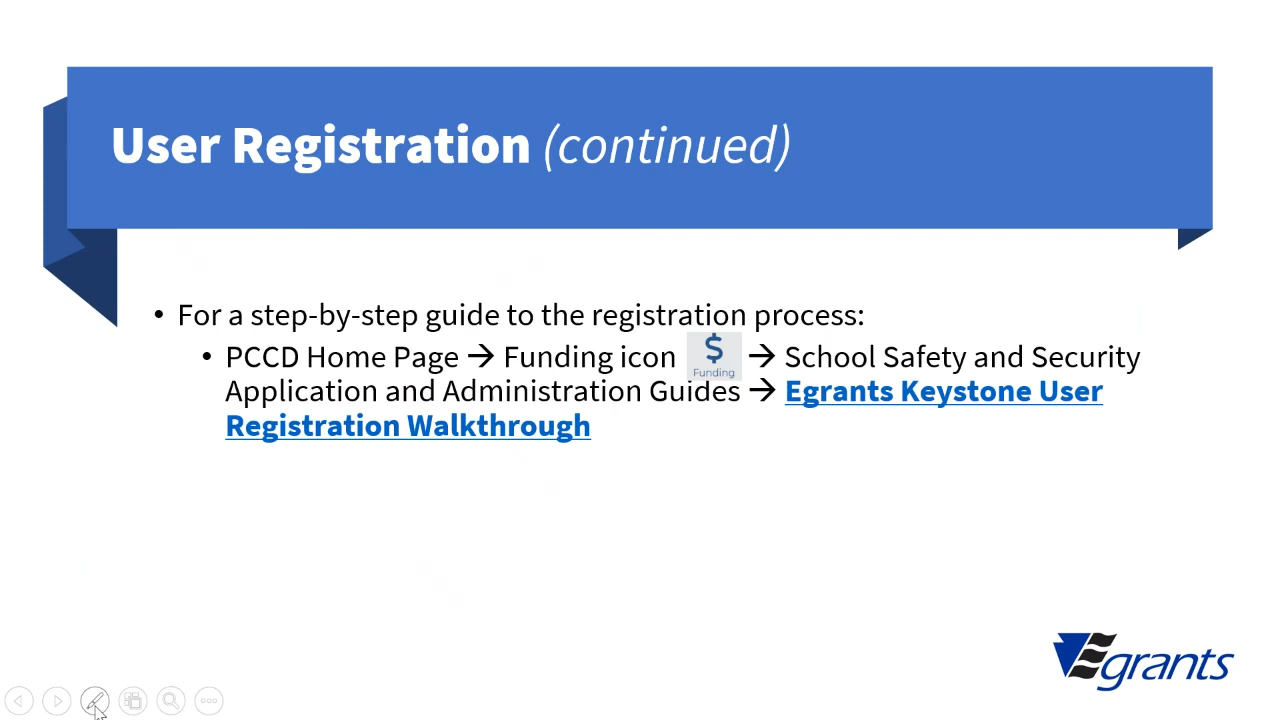 User Registration (continued)
• For a step-by-step guide to the registration process:
• PCCD Home Page → Funding icon $ Funding → School Safety and Security
Application and Administration Guides → Egrants Keystone User
Registration Walkthrough
Egrants